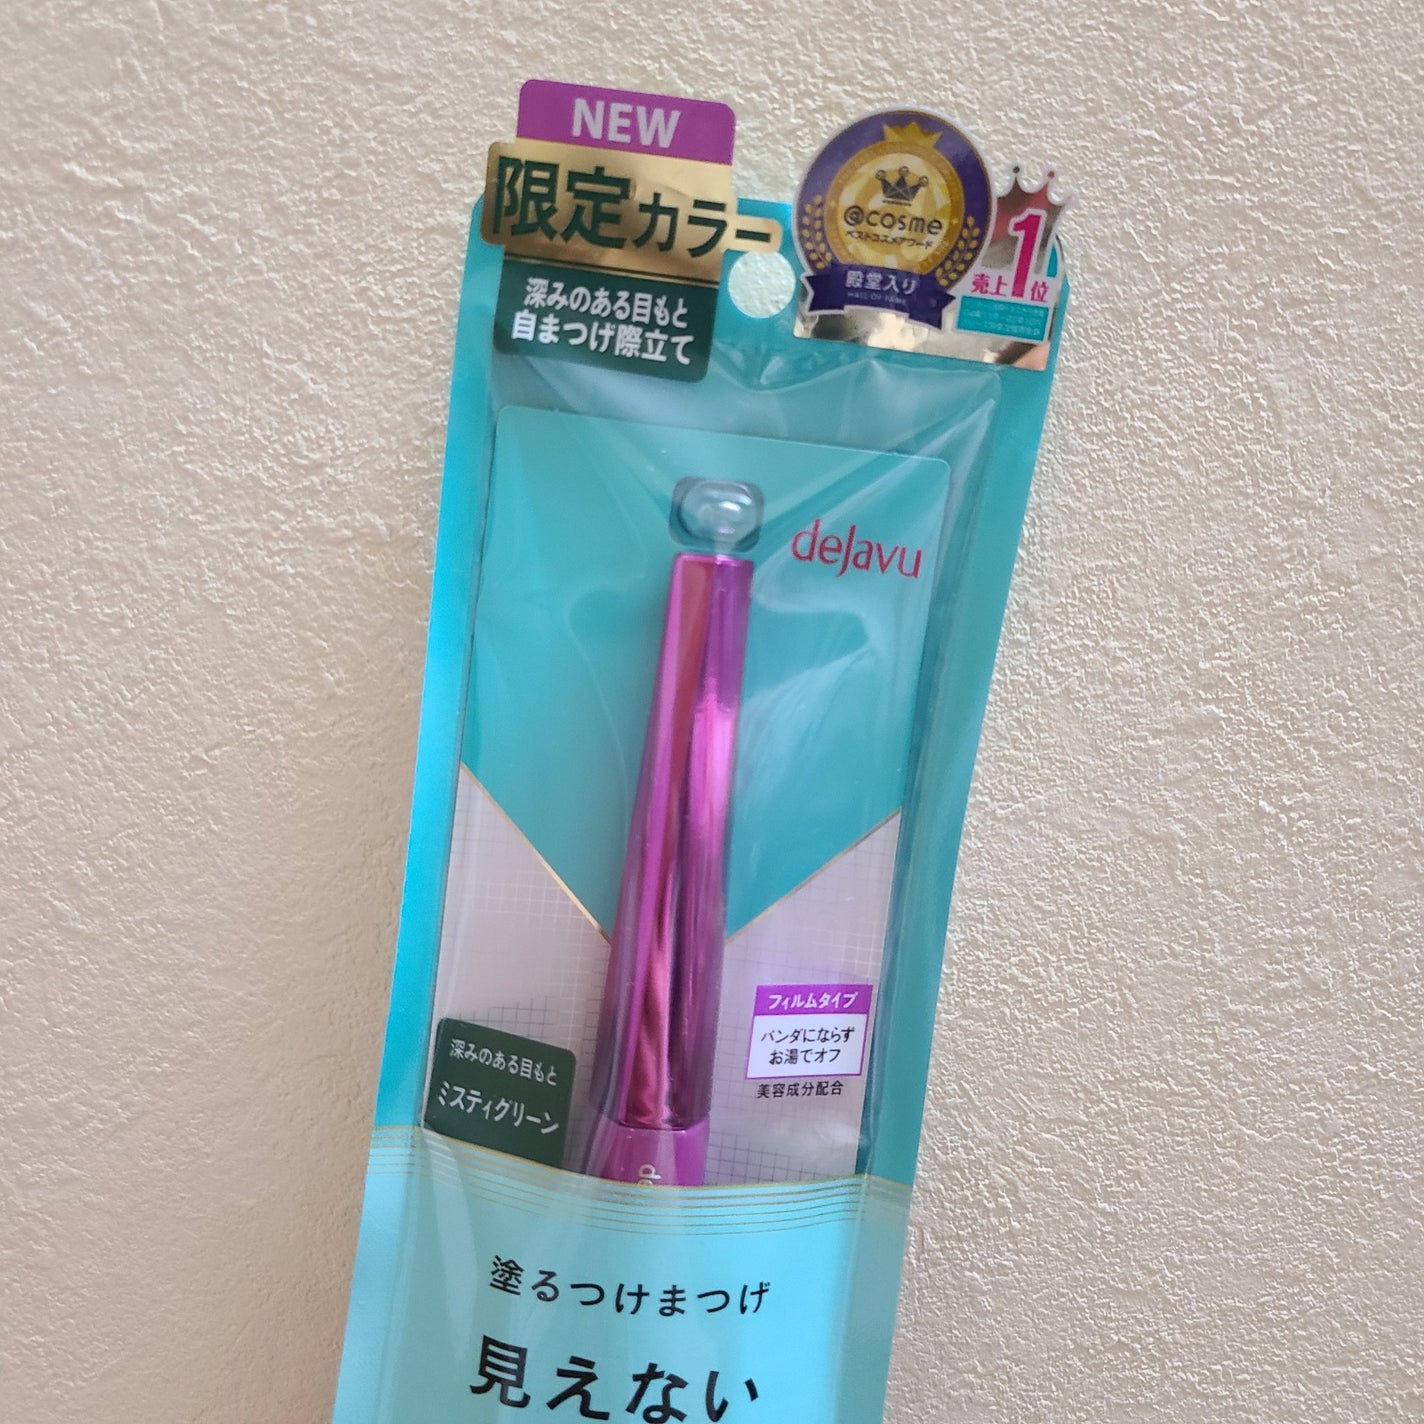 NEW
限定カラー
深みのある目もと
自まつげ際立て
@cosme
ベストコスメアワード
殿堂入り
HALL OF FAME
売上1位
deJavu
フィルムタイプ
パンダにならず
お湯でオフ
美容成分配合
深みのある目もと
ミスティグリーン
de
塗るつけまつげ
見えない